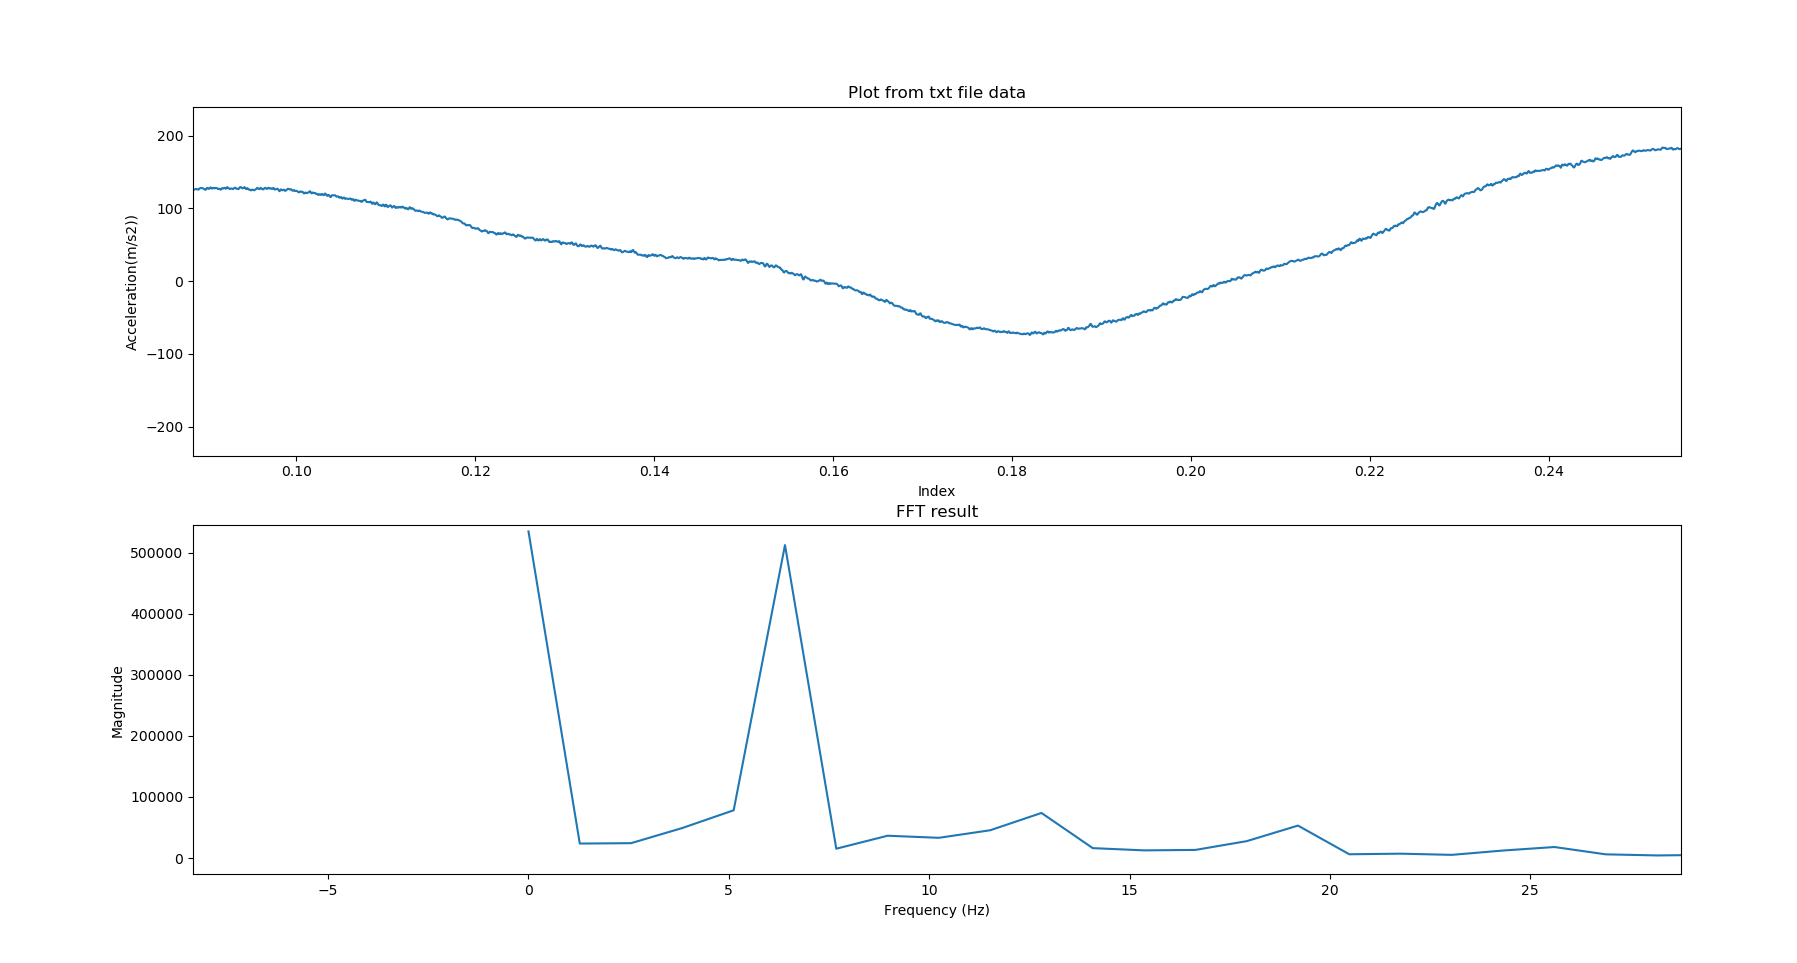 Plot from txt file data
200
100
0
−100
−200
Acceleration(m/s2))
0.10 0.12 0.14 0.16 0.18 0.20 0.22 0.24
Index
FFT result
500000
400000
300000
200000
100000
0
Magnitude
−5 0 5 10 15 20 25
Frequency (Hz)